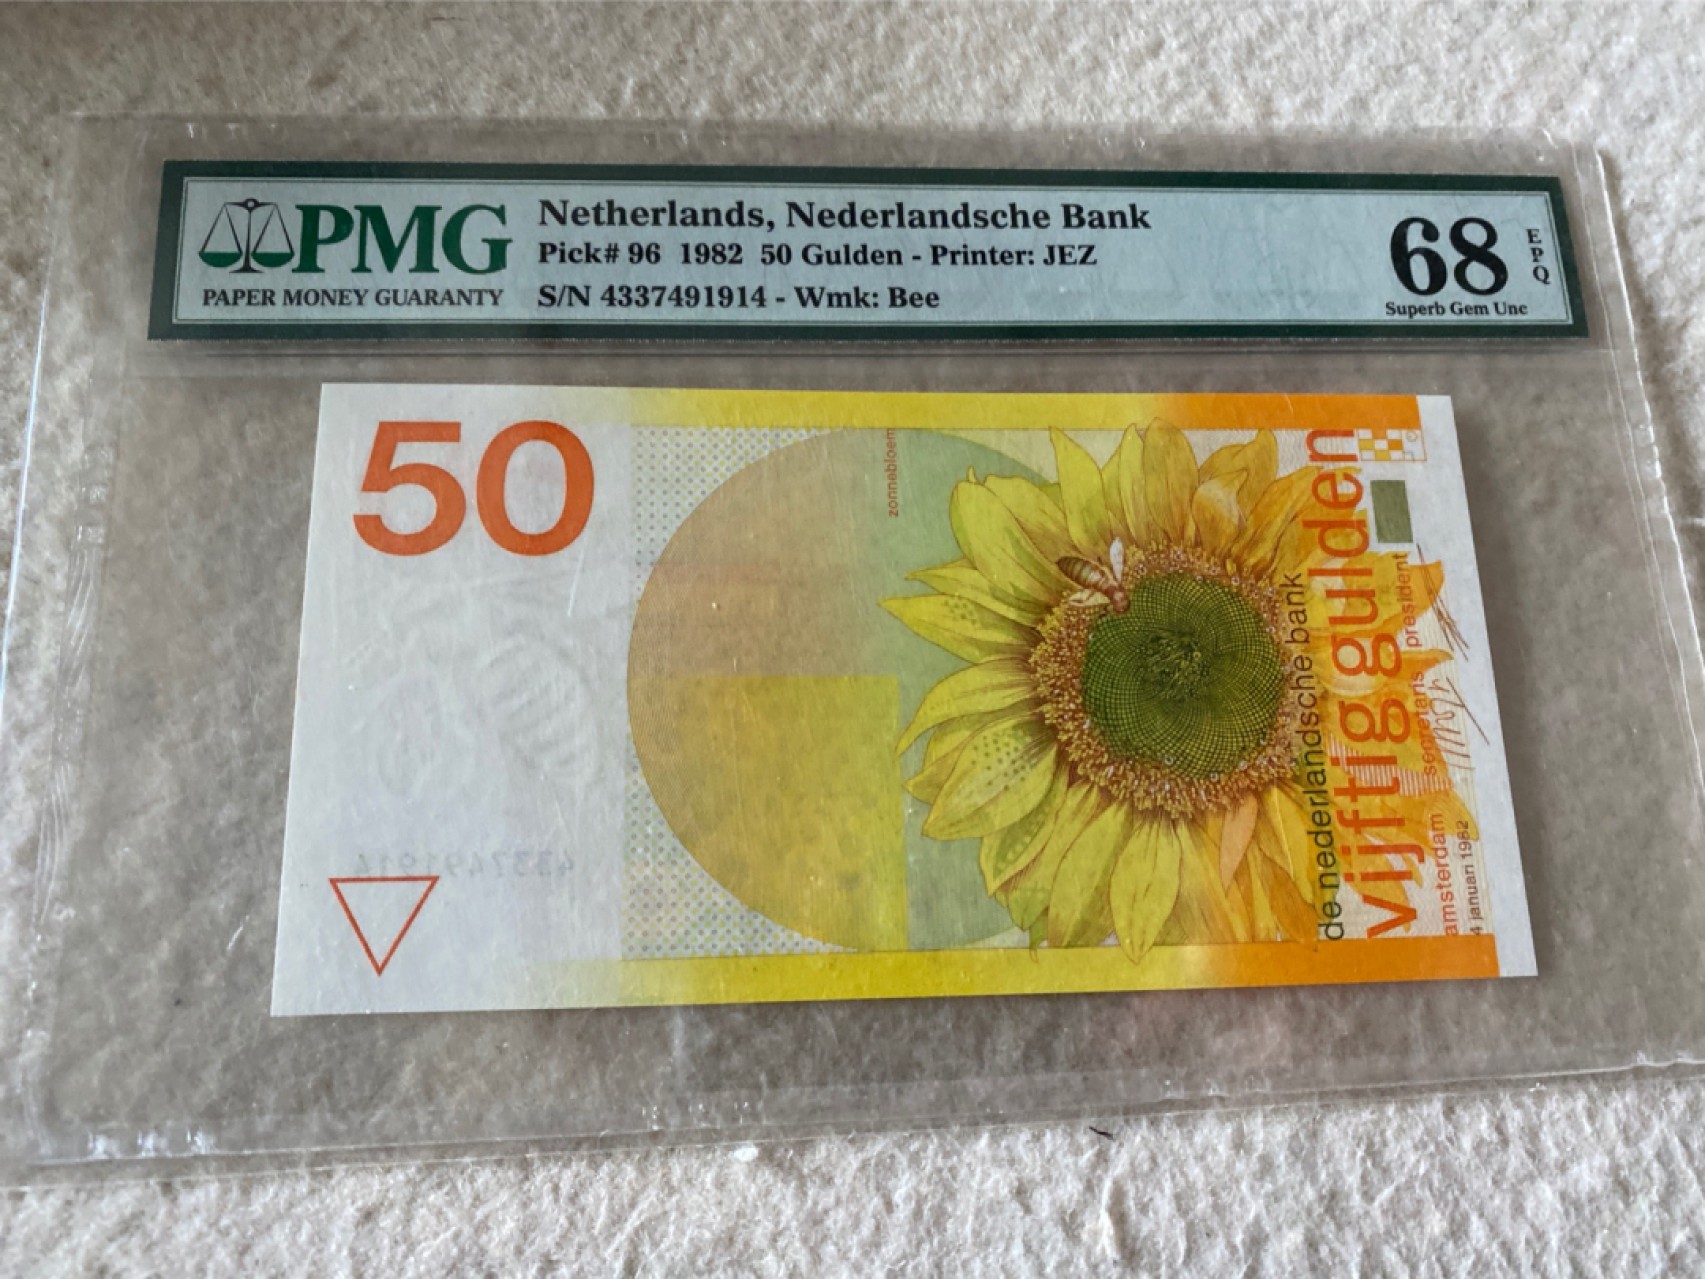 PMG
PAPER MONEY GUARANTY
Netherlands, Nederlandsche Bank
Pick# 96 1982 50 Gulden - Printer: JEZ
S/N 4337491914 - Wmk: Bee
68
EPQ
Superb Gem Unc
50
zonnebloem
de nederlandsche bank
vijftig gulden
amsterdam
secretaris
president
4 januari 1982
4337491914